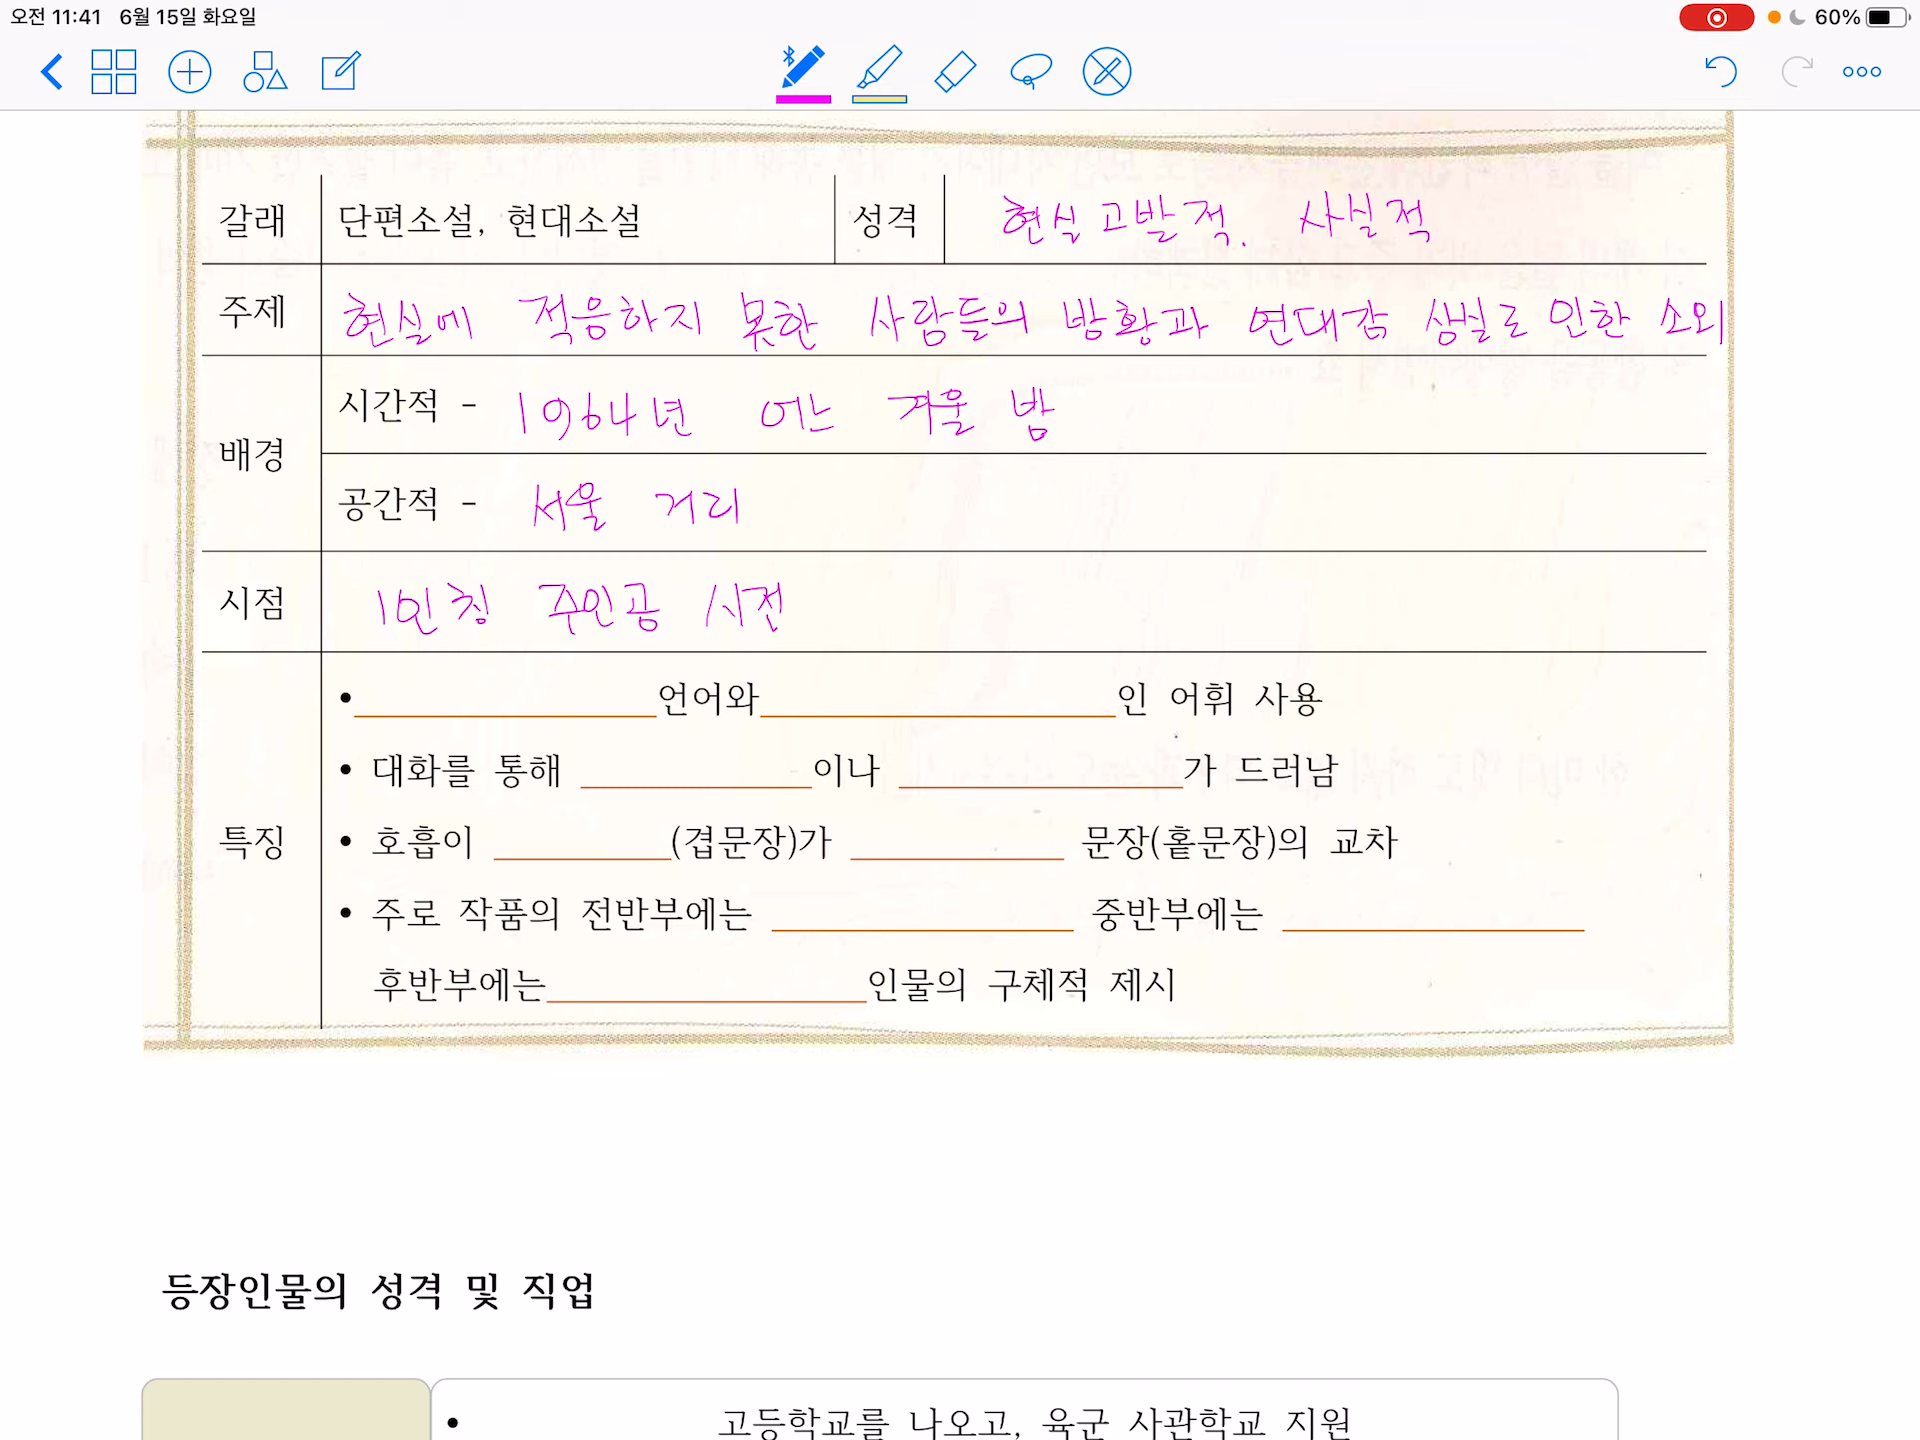 오전 11:41 6월 15일 화요일 60%
갈래 단편소설, 현대소설 성격 현실 고발적. 사실적
주제 현실에 적응하지 못한 사람들의 방황과 연대감 상실로 인한 소외
배경
시간적 - 1964년 어느 겨울 밤
공간적 - 서울 거리
시점 1인칭 주인공 시점
특징
• ____ 언어와 ____ 인 어휘 사용
• 대화를 통해 ____ 이나 ____ 가 드러남
• 호흡이 ____ (겹문장)가 ____ 문장(홑문장)의 교차
• 주로 작품의 전반부에는 ____ 중반부에는 ____
후반부에는 ____ 인물의 구체적 제시
등장인물의 성격 및 직업
• 고등학교를 나오고, 육군 사관학교 지원